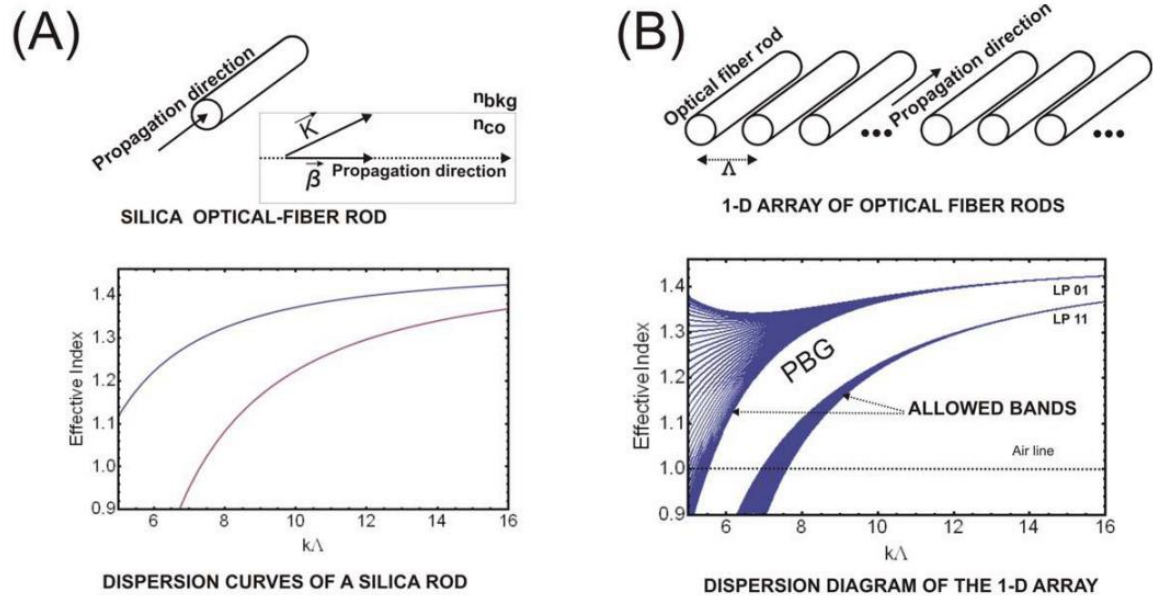 (A)
Propagation direction
n_bkg
n_co
K
β
Propagation direction
SILICA OPTICAL-FIBER ROD
Effective Index
1.4
1.3
1.2
1.1
1.0
0.9
6
8
10
12
14
16
kΛ
DISPERSION CURVES OF A SILICA ROD
(B)
Optical fiber rod
Propagation direction
Λ
1-D ARRAY OF OPTICAL FIBER RODS
Effective Index
1.4
1.3
1.2
1.1
1.0
0.9
LP 01
LP 11
PBG
ALLOWED BANDS
Air line
6
8
10
12
14
16
kΛ
DISPERSION DIAGRAM OF THE 1-D ARRAY